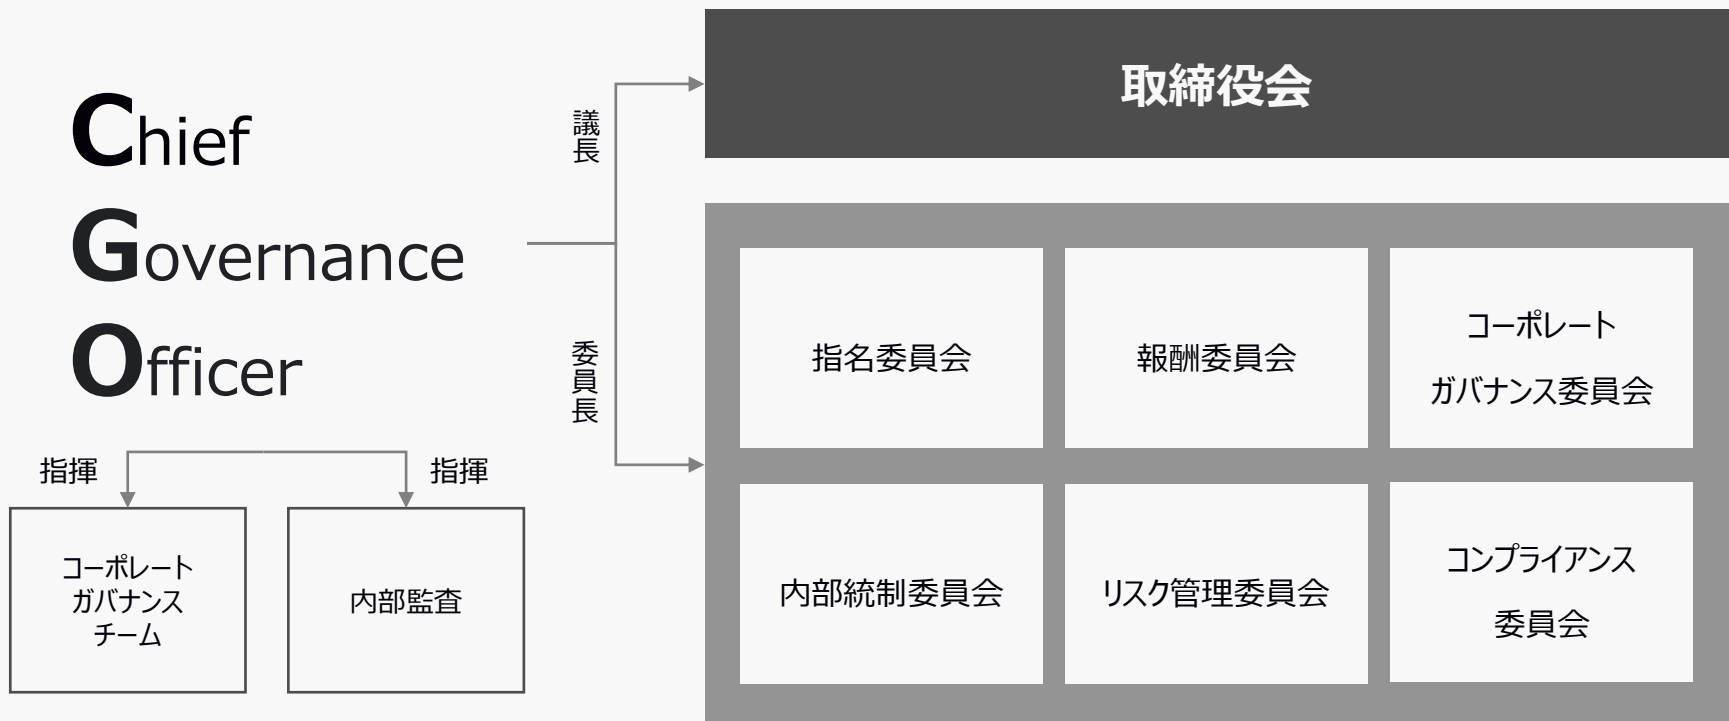 Chief
Governance
Officer
議長
委員長
指揮
指揮
コーポレート
ガバナンス
チーム
内部監査
取締役会
指名委員会
報酬委員会
コーポレート
ガバナンス委員会
内部統制委員会
リスク管理委員会
コンプライアンス
委員会